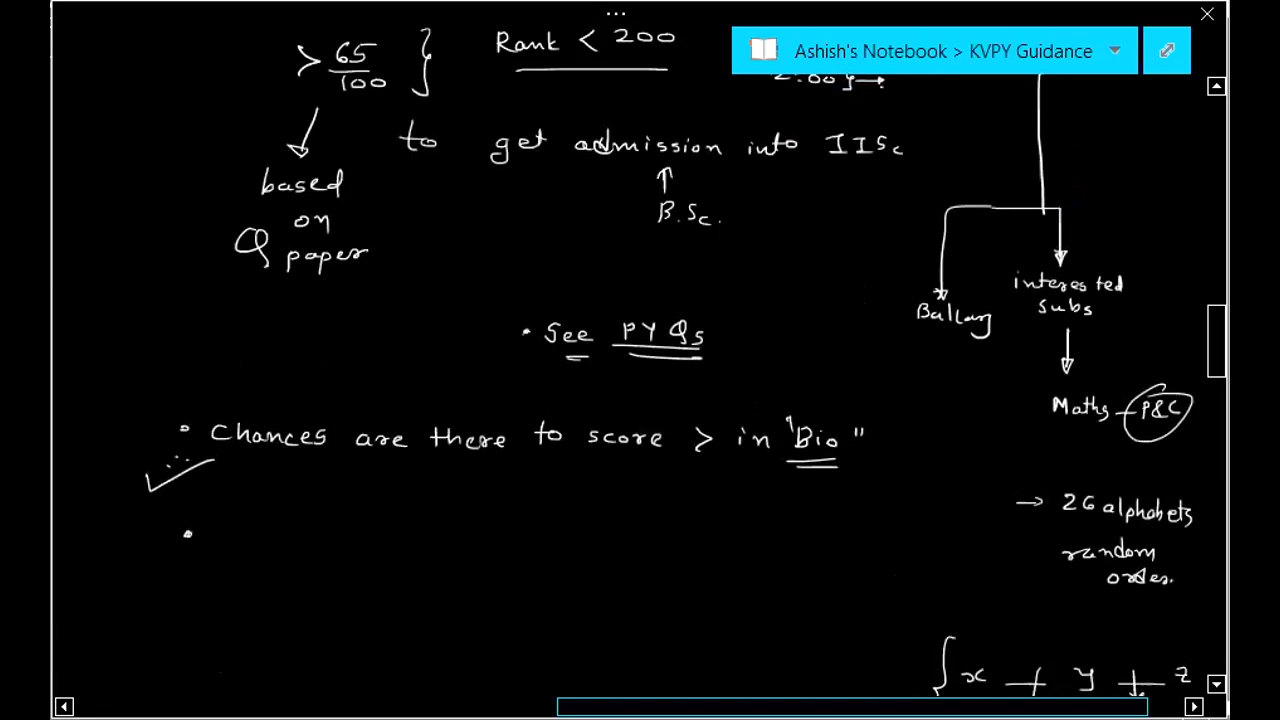 Ashish's Notebook > KVPY Guidance
> 65/100 } Rank < 200
to get admission into IISc
B.Sc.
based
on
Q paper
interested
subs
• See PYQs
Maths - P&C
• Chances are there to score > in "Bio"
→ 26 alphabets
random
order.
x + y + z